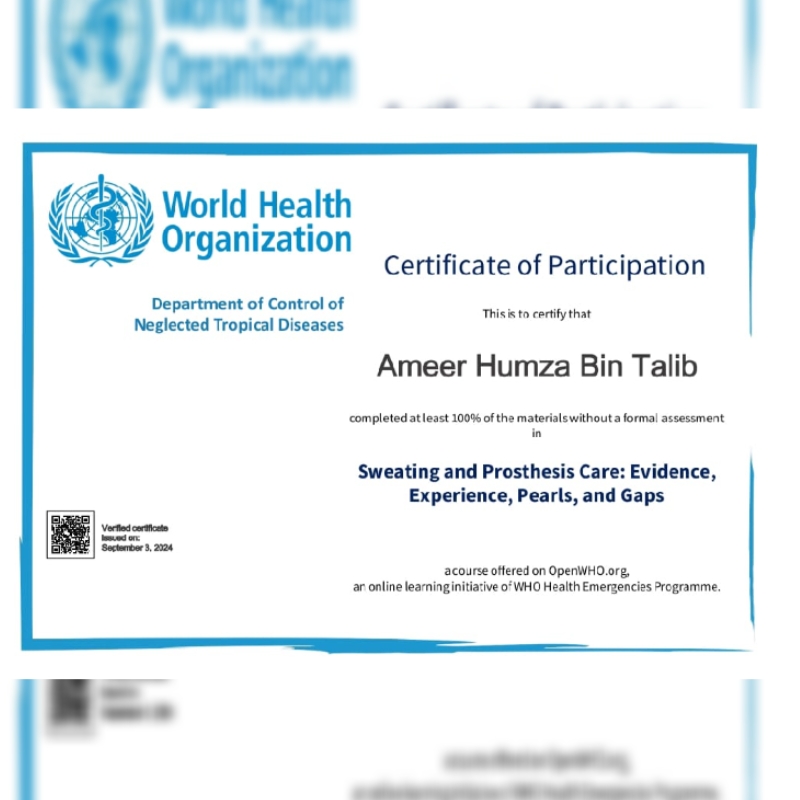 World Health
Organization
World Health
Organization
Department of Control of
Neglected Tropical Diseases
Certificate of Participation
This is to certify that
Ameer Humza Bin Talib
completed at least 100% of the materials without a formal assessment
in
Sweating and Prosthesis Care: Evidence,
Experience, Pearls, and Gaps
Verified certificate
Issued on:
September 3, 2024
a course offered on OpenWHO.org,
an online learning initiative of WHO Health Emergencies Programme.